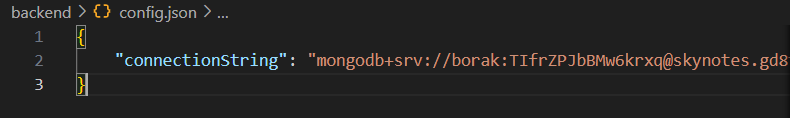 backend > {} config.json > ...
1 {
2 "connectionString": "mongodb+srv://borak:TIfrZPJbBMw6krxq@skynotes.gd8
3 }